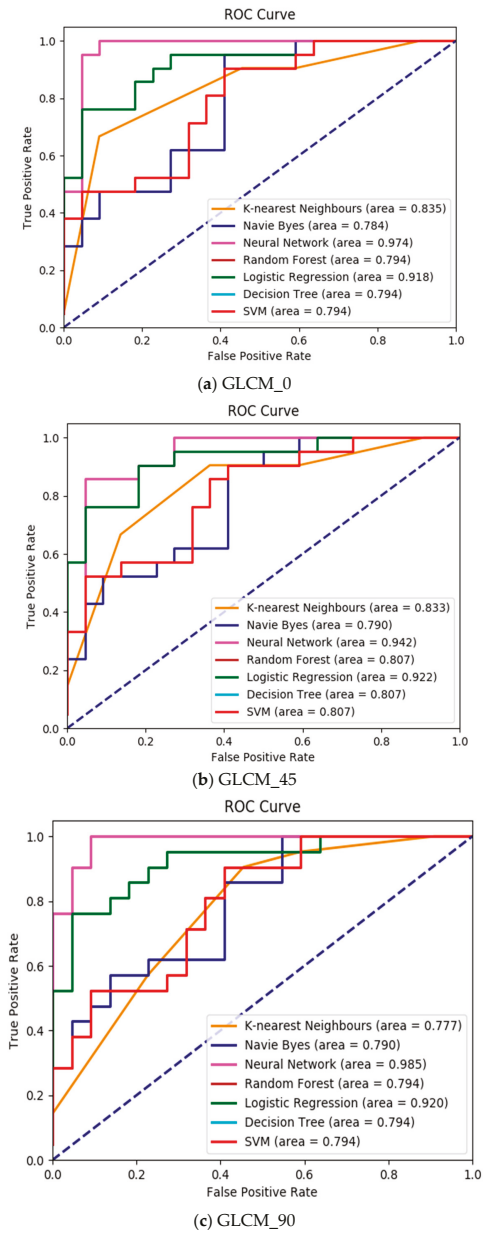 ROC Curve
1.0
0.8
0.6
0.4
0.2
0.0
True Positive Rate
K-nearest Neighbours (area = 0.835)
Navie Byes (area = 0.784)
Neural Network (area = 0.974)
Random Forest (area = 0.794)
Logistic Regression (area = 0.918)
Decision Tree (area = 0.794)
SVM (area = 0.794)
0.0 0.2 0.4 0.6 0.8 1.0
False Positive Rate
(a) GLCM_0
ROC Curve
1.0
0.8
0.6
0.4
0.2
0.0
True Positive Rate
K-nearest Neighbours (area = 0.833)
Navie Byes (area = 0.790)
Neural Network (area = 0.942)
Random Forest (area = 0.807)
Logistic Regression (area = 0.922)
Decision Tree (area = 0.807)
SVM (area = 0.807)
0.0 0.2 0.4 0.6 0.8 1.0
False Positive Rate
(b) GLCM_45
ROC Curve
1.0
0.8
0.6
0.4
0.2
0.0
True Positive Rate
K-nearest Neighbours (area = 0.777)
Navie Byes (area = 0.790)
Neural Network (area = 0.985)
Random Forest (area = 0.794)
Logistic Regression (area = 0.920)
Decision Tree (area = 0.794)
SVM (area = 0.794)
0.0 0.2 0.4 0.6 0.8 1.0
False Positive Rate
(c) GLCM_90